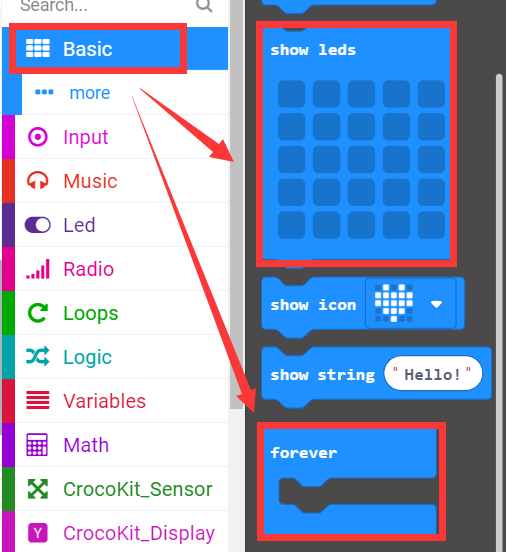 Search...
Basic
more
Input
Music
Led
Radio
Loops
Logic
Variables
Math
CrocoKit_Sensor
Y CrocoKit_Display
show leds
show icon
show string "Hello!"
forever